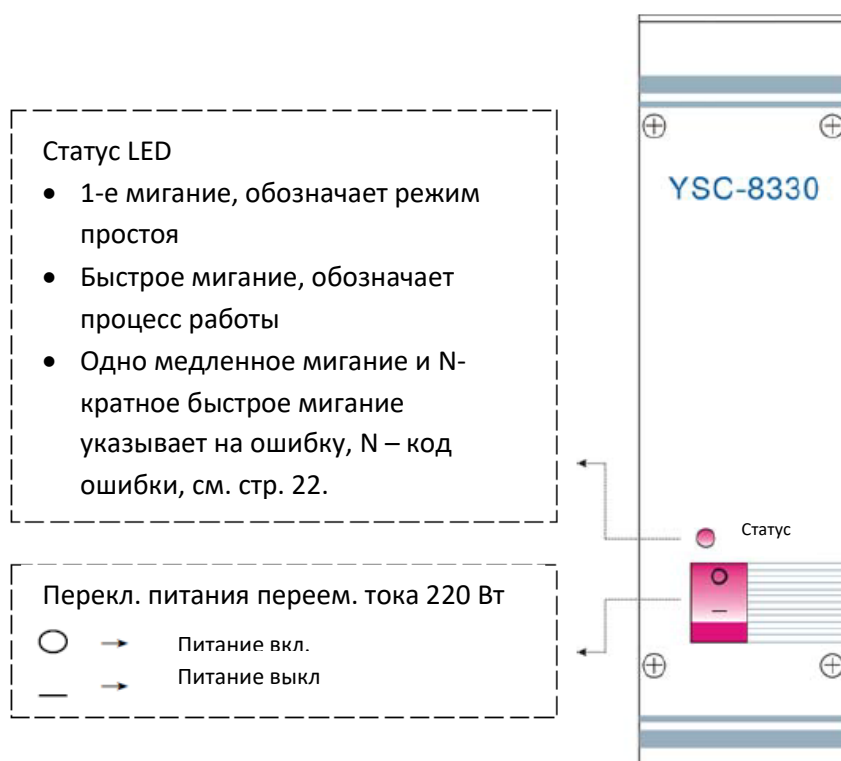 Статус LED
• 1-е мигание, обозначает режим
простоя
• Быстрое мигание, обозначает
процесс работы
• Одно медленное мигание и N-
кратное быстрое мигание
указывает на ошибку, N – код
ошибки, см. стр. 22.
YSC-8330
Статус
Перекл. питания переем. тока 220 Вт
Питание вкл.
Питание выкл